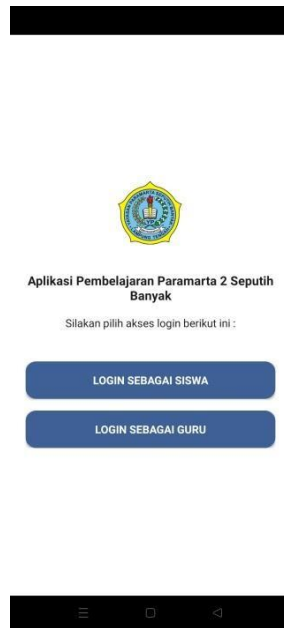 Aplikasi Pembelajaran Paramarta 2 Seputih
Banyak
Silakan pilih akses login berikut ini :
LOGIN SEBAGAI SISWA
LOGIN SEBAGAI GURU